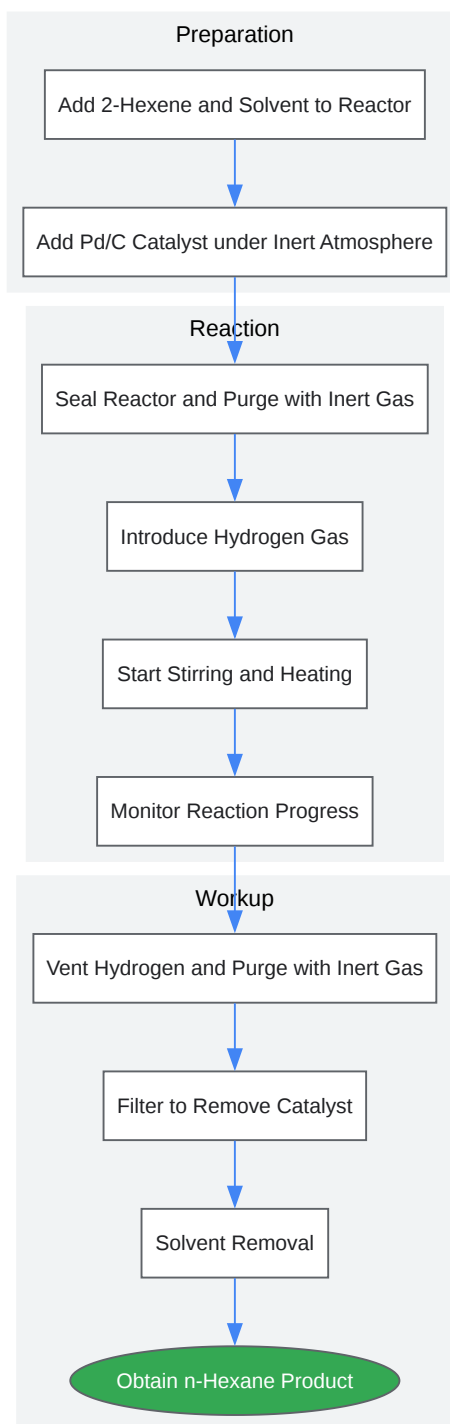 Preparation
Add 2-Hexene and Solvent to Reactor
Add Pd/C Catalyst under Inert Atmosphere
Reaction
Seal Reactor and Purge with Inert Gas
Introduce Hydrogen Gas
Start Stirring and Heating
Monitor Reaction Progress
Workup
Vent Hydrogen and Purge with Inert Gas
Filter to Remove Catalyst
Solvent Removal
Obtain n-Hexane Product